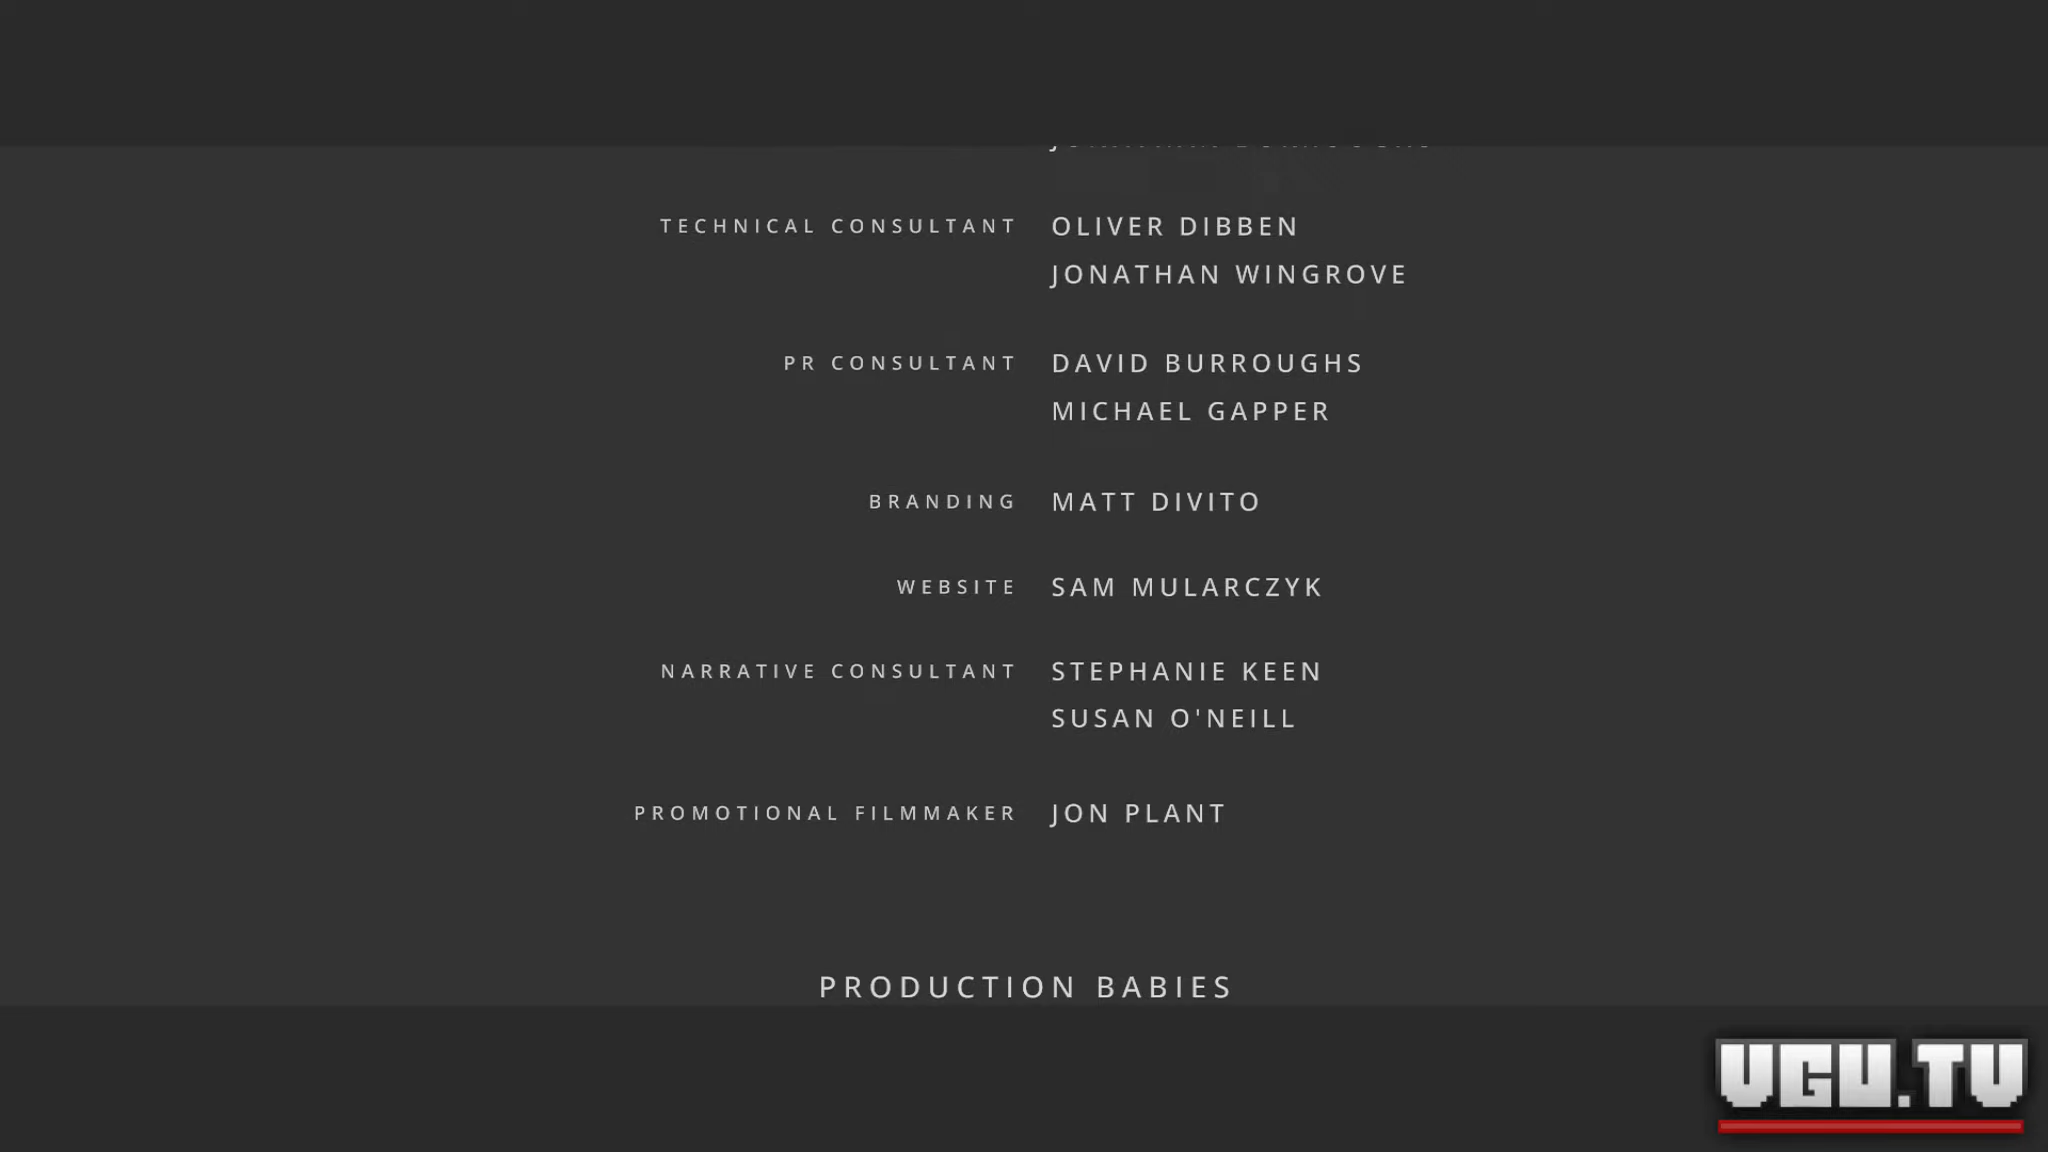 TECHNICAL CONSULTANT OLIVER DIBBEN
JONATHAN WINGROVE
PR CONSULTANT DAVID BURROUGHS
MICHAEL GAPPER
BRANDING MATT DIVITO
WEBSITE SAM MULARCZYK
NARRATIVE CONSULTANT STEPHANIE KEEN
SUSAN O'NEILL
PROMOTIONAL FILMMAKER JON PLANT
PRODUCTION BABIES
VGU.TV